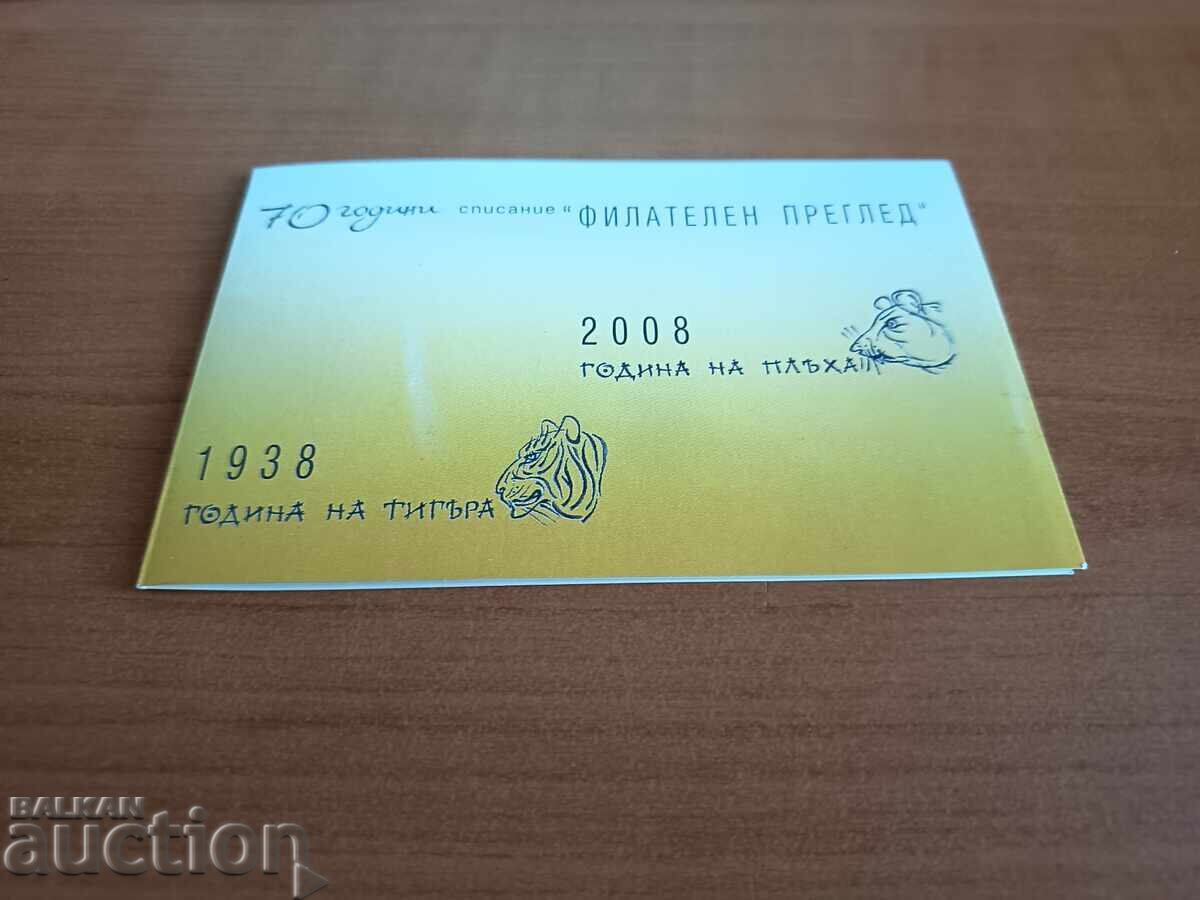 70 години списание "ФИЛАТЕЛЕН ПРЕГЛЕД"
2008
ГОДИНА НА ПЛЪХА
1938
ГОДИНА НА ТИГЪРА
BALKAN
auction